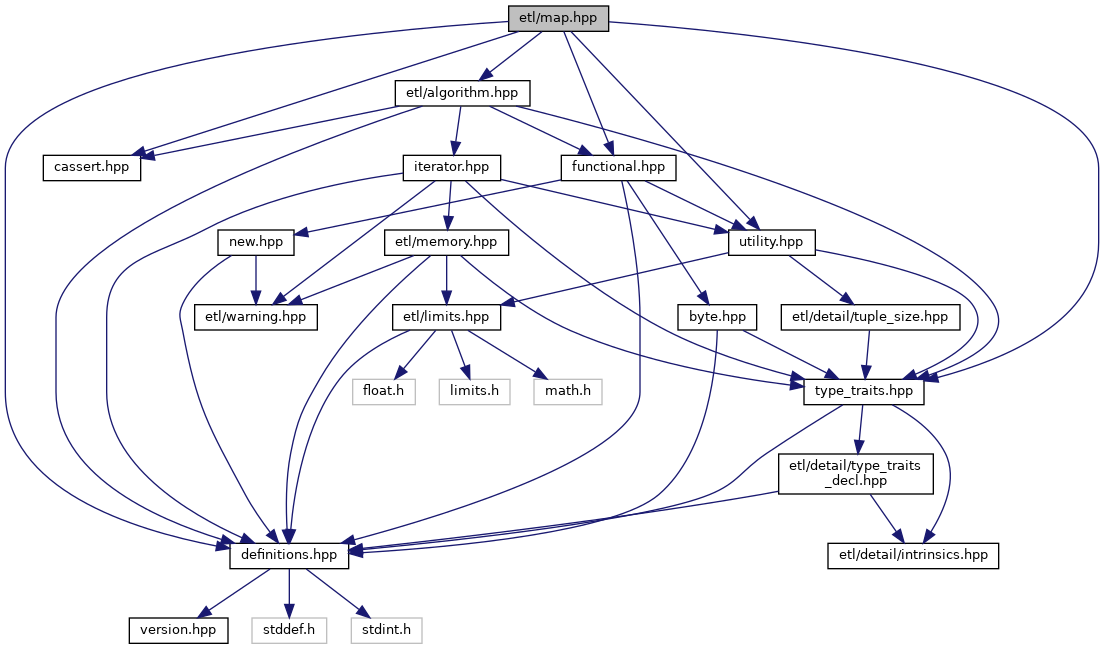 etl/map.hpp
etl/algorithm.hpp
cassert.hpp
iterator.hpp
functional.hpp
new.hpp
etl/memory.hpp
utility.hpp
etl/warning.hpp
etl/limits.hpp
byte.hpp
etl/detail/tuple_size.hpp
float.h
limits.h
math.h
type_traits.hpp
etl/detail/type_traits
_decl.hpp
definitions.hpp
etl/detail/intrinsics.hpp
version.hpp
stddef.h
stdint.h